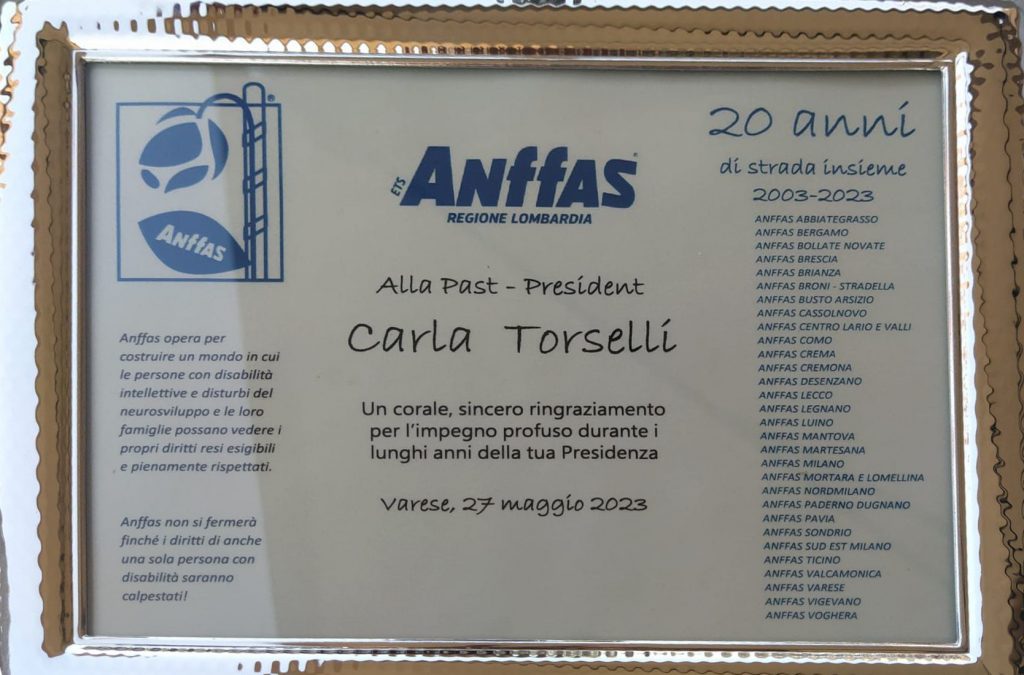 Anffas
®
ETS
Anffas®
REGIONE LOMBARDIA
20 anni
di strada insieme
2003-2023
Alla Past - President
Carla Torselli
Un corale, sincero ringraziamento
per l'impegno profuso durante i
lunghi anni della tua Presidenza
Varese, 27 maggio 2023
Anffas opera per
costruire un mondo in cui
le persone con disabilità
intellettive e disturbi del
neurosviluppo e le loro
famiglie possano vedere i
propri diritti resi esigibili
e pienamente rispettati.
Anffas non si fermerà
finché i diritti di anche
una sola persona con
disabilità saranno
calpestati!
ANFFAS ABBIATEGRASSO
ANFFAS BERGAMO
ANFFAS BOLLATE NOVATE
ANFFAS BRESCIA
ANFFAS BRIANZA
ANFFAS BRONI - STRADELLA
ANFFAS BUSTO ARSIZIO
ANFFAS CASSOLNOVO
ANFFAS CENTRO LARIO E VALLI
ANFFAS COMO
ANFFAS CREMA
ANFFAS CREMONA
ANFFAS DESENZANO
ANFFAS LECCO
ANFFAS LEGNANO
ANFFAS LUINO
ANFFAS MANTOVA
ANFFAS MARTESANA
ANFFAS MILANO
ANFFAS MORTARA E LOMELLINA
ANFFAS NORDMILANO
ANFFAS PADERNO DUGNANO
ANFFAS PAVIA
ANFFAS SONDRIO
ANFFAS SUD EST MILANO
ANFFAS TICINO
ANFFAS VALCAMONICA
ANFFAS VARESE
ANFFAS VIGEVANO
ANFFAS VOGHERA